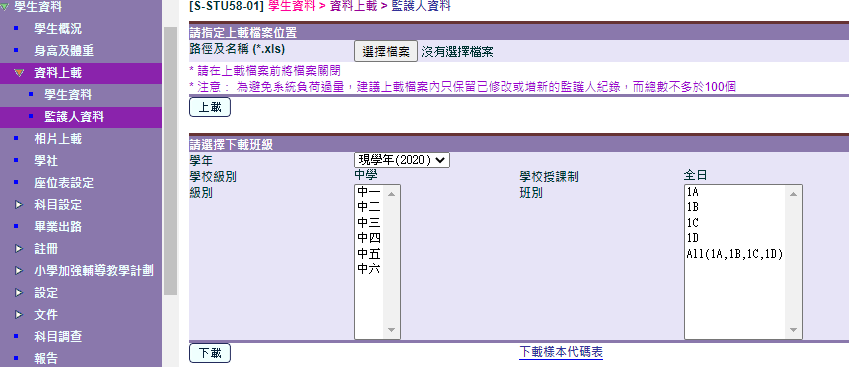 學生資料
學生概況
身高及體重
資料上載
學生資料
監護人資料
相片上載
學社
座位表設定
科目設定
畢業出路
註冊
小學加強輔導教學計劃
設定
文件
科目調查
報告
[S-STU58-01] 學生資料 > 資料上載 > 監護人資料
請指定上載檔案位置
路徑及名稱 (*.xls) 選擇檔案 沒有選擇檔案
* 請在上載檔案前將檔案關閉
* 注意： 為避免系統負荷過量，建議上載檔案內只保留已修改或增新的監護人紀錄，而總數不多於100個
上載
請選擇下載班級
學年 現學年(2020)
學校級別 中學 學校授課制 全日
級別 班別
中一
中二
中三
中四
中五
中六
1A
1B
1C
1D
All(1A,1B,1C,1D)
下載 下載樣本代碼表